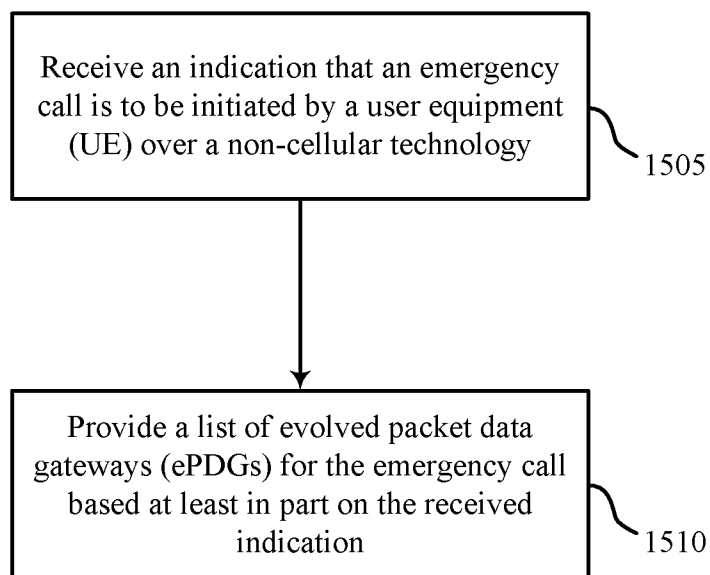 Receive an indication that an emergency
call is to be initiated by a user equipment
(UE) over a non-cellular technology
1505
Provide a list of evolved packet data
gateways (ePDGs) for the emergency call
based at least in part on the received
indication
1510